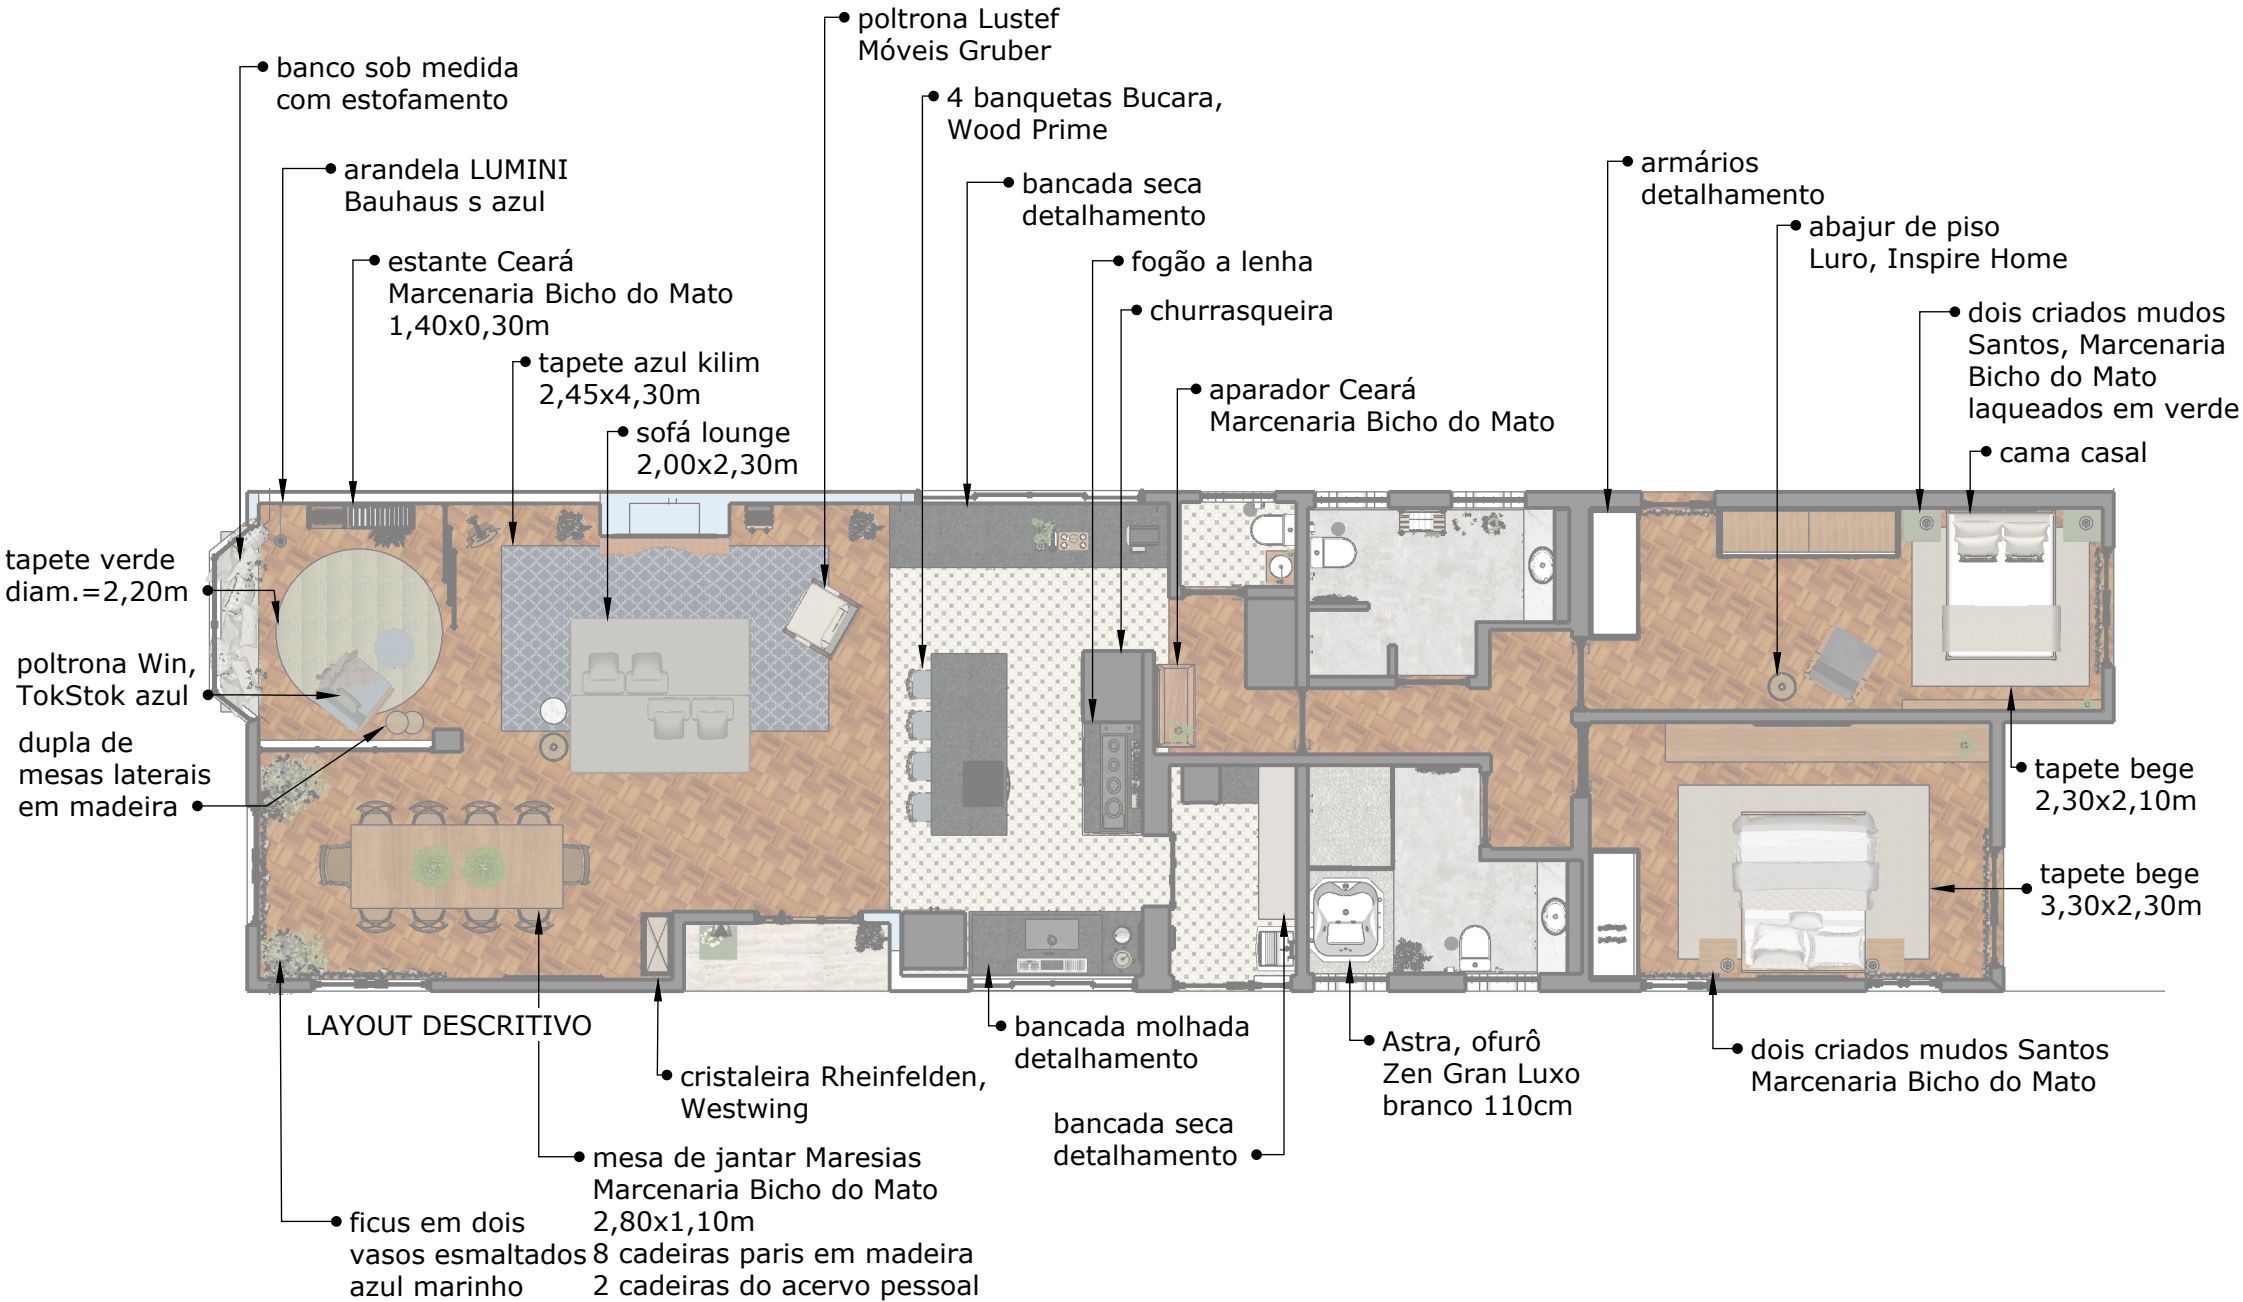 poltrona Lustef
Móveis Gruber
banco sob medida
com estofamento
4 banquetas Bucara,
Wood Prime
arandela LUMINI
Bauhaus s azul
bancada seca
detalhamento
armários
detalhamento
abajur de piso
Luro, Inspire Home
estante Ceará
Marcenaria Bicho do Mato
1,40x0,30m
fogão a lenha
churrasqueira
dois criados mudos
Santos, Marcenaria
Bicho do Mato
laqueados em verde
tapete azul kilim
2,45x4,30m
aparador Ceará
Marcenaria Bicho do Mato
sofá lounge
2,00x2,30m
cama casal
tapete verde
diam.=2,20m
poltrona Win,
TokStok azul
dupla de
mesas laterais
em madeira
tapete bege
2,30x2,10m
tapete bege
3,30x2,30m
LAYOUT DESCRITIVO
bancada molhada
detalhamento
Astra, ofurô
Zen Gran Luxo
branco 110cm
dois criados mudos Santos
Marcenaria Bicho do Mato
cristaleira Rheinfelden,
Westwing
bancada seca
detalhamento
mesa de jantar Maresias
Marcenaria Bicho do Mato
2,80x1,10m
8 cadeiras paris em madeira
2 cadeiras do acervo pessoal
ficus em dois
vasos esmaltados
azul marinho